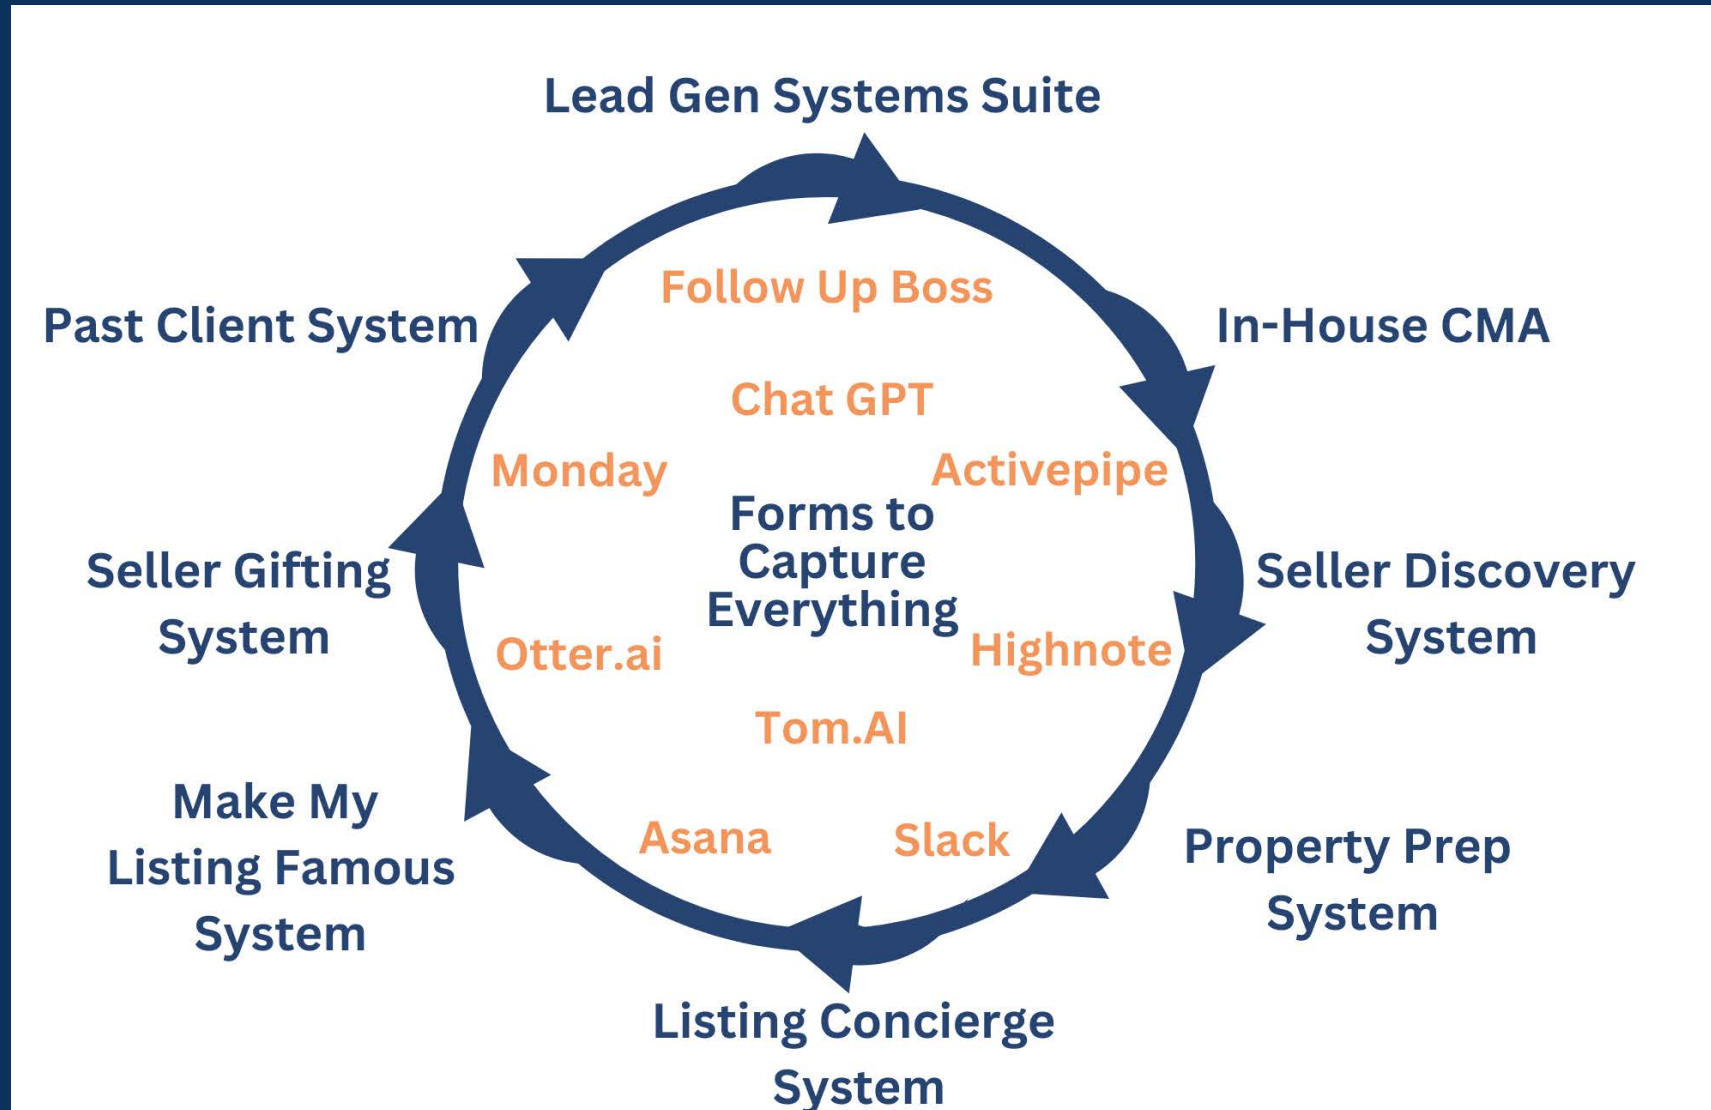 Lead Gen Systems Suite
Follow Up Boss
Past Client System
In-House CMA
Chat GPT
Monday
Activepipe
Forms to
Capture
Everything
Seller Gifting
System
Seller Discovery
System
Otter.ai
Highnote
Tom.AI
Make My
Listing Famous
System
Asana
Slack
Property Prep
System
Listing Concierge
System